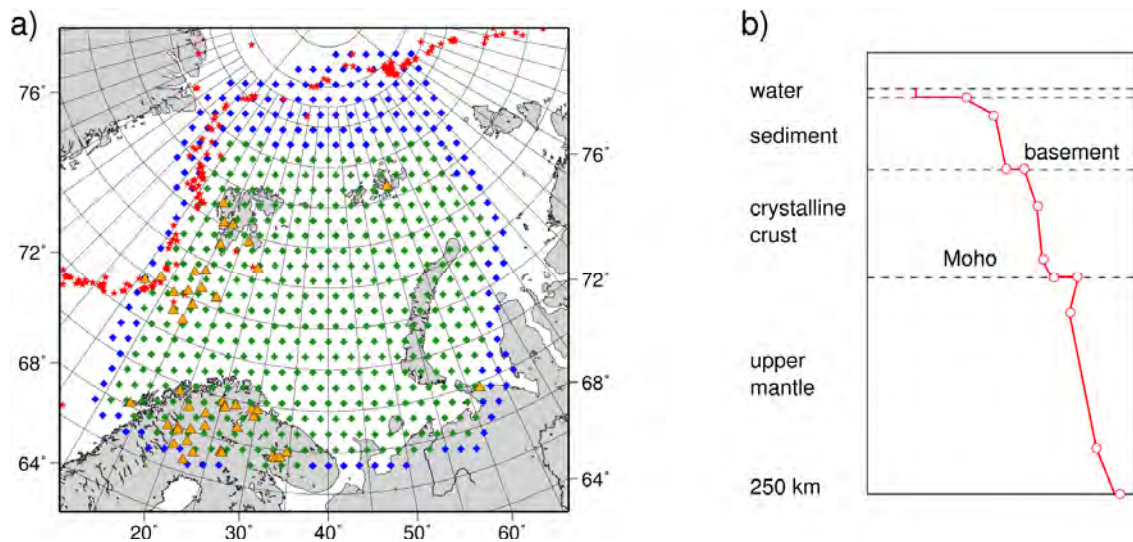 a)
76°
72°
68°
64°
76°
72°
68°
64°
20°
30°
40°
50°
60°
b)
water
sediment
basement
crystalline
crust
Moho
upper
mantle
250 km